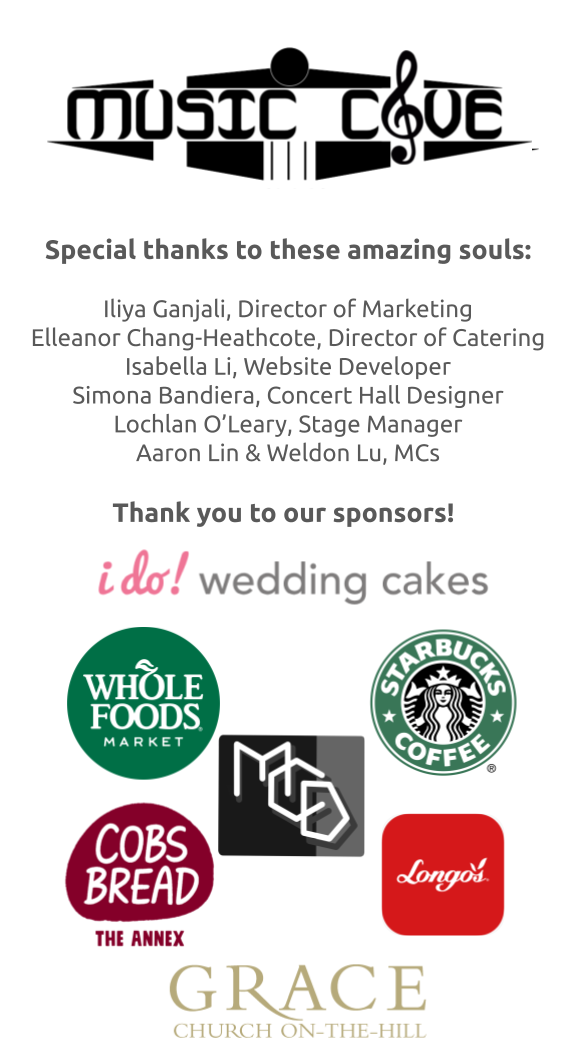 MUSIC CAVE
Special thanks to these amazing souls:
Iliya Ganjali, Director of Marketing
Elleanor Chang-Heathcote, Director of Catering
Isabella Li, Website Developer
Simona Bandiera, Concert Hall Designer
Lochlan O’Leary, Stage Manager
Aaron Lin & Weldon Lu, MCs
Thank you to our sponsors!
i do! wedding cakes
WHOLE
FOODS
MARKET
STARBUCKS
COFFEE
®
MCD
COBS
BREAD
THE ANNEX
Longo's
GRACE
CHURCH ON-THE-HILL